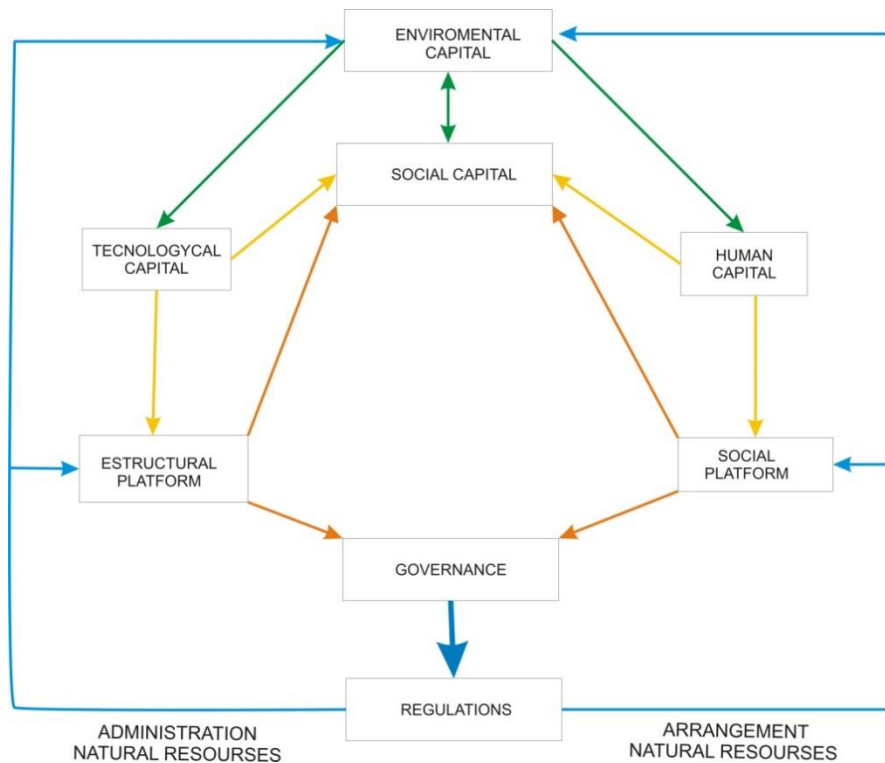 ENVIROMENTAL
CAPITAL
SOCIAL CAPITAL
TECNOLOGYCAL
CAPITAL
HUMAN
CAPITAL
ESTRUCTURAL
PLATFORM
SOCIAL
PLATFORM
GOVERNANCE
REGULATIONS
ADMINISTRATION
NATURAL RESOURSES
ARRANGEMENT
NATURAL RESOURSES